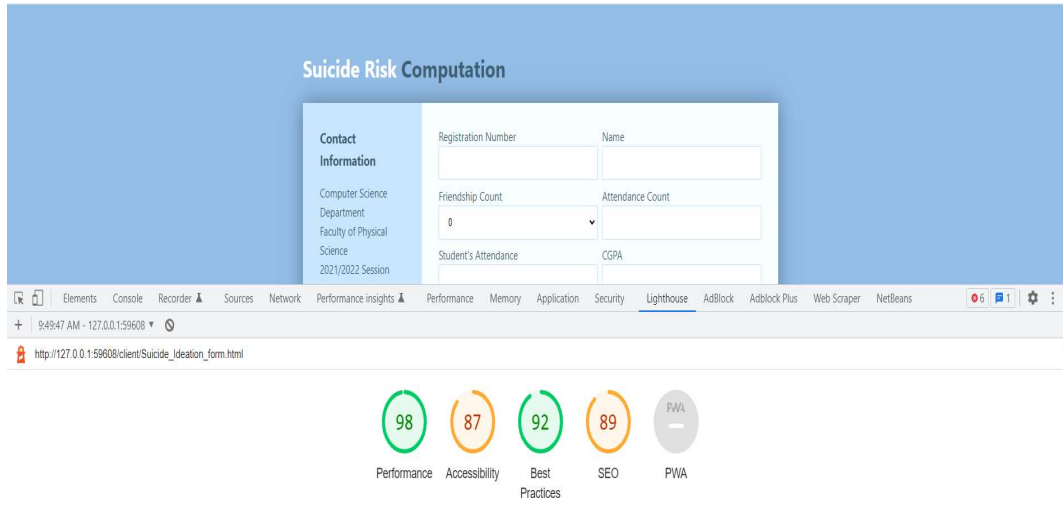 Suicide Risk Computation
Contact
Information
Computer Science
Department
Faculty of Physical
Science
2021/2022 Session
Registration Number
Name
Friendship Count
Attendance Count
0
Student's Attendance
CGPA
Elements Console Recorder Sources Network Performance insights Performance Memory Application Security Lighthouse AdBlock Adblock Plus Web Scraper NetBeans 6 1
9:49:47 AM - 127.0.0.1:59608
http://127.0.0.1:59608/client/Suicide_Ideation_form.html
98 87 92 89 PWA
Performance Accessibility Best SEO PWA
Practices